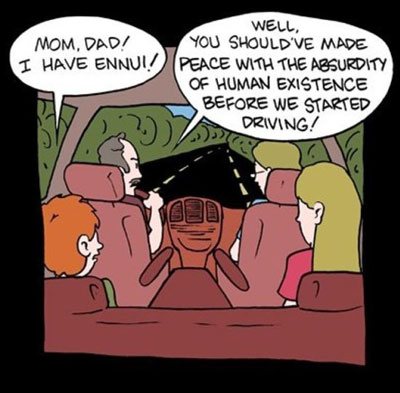 MOM, DAD!
I HAVE ENNUI!
WELL,
YOU SHOULD'VE MADE
PEACE WITH THE ABSURDITY
OF HUMAN EXISTENCE
BEFORE WE STARTED
DRIVING!